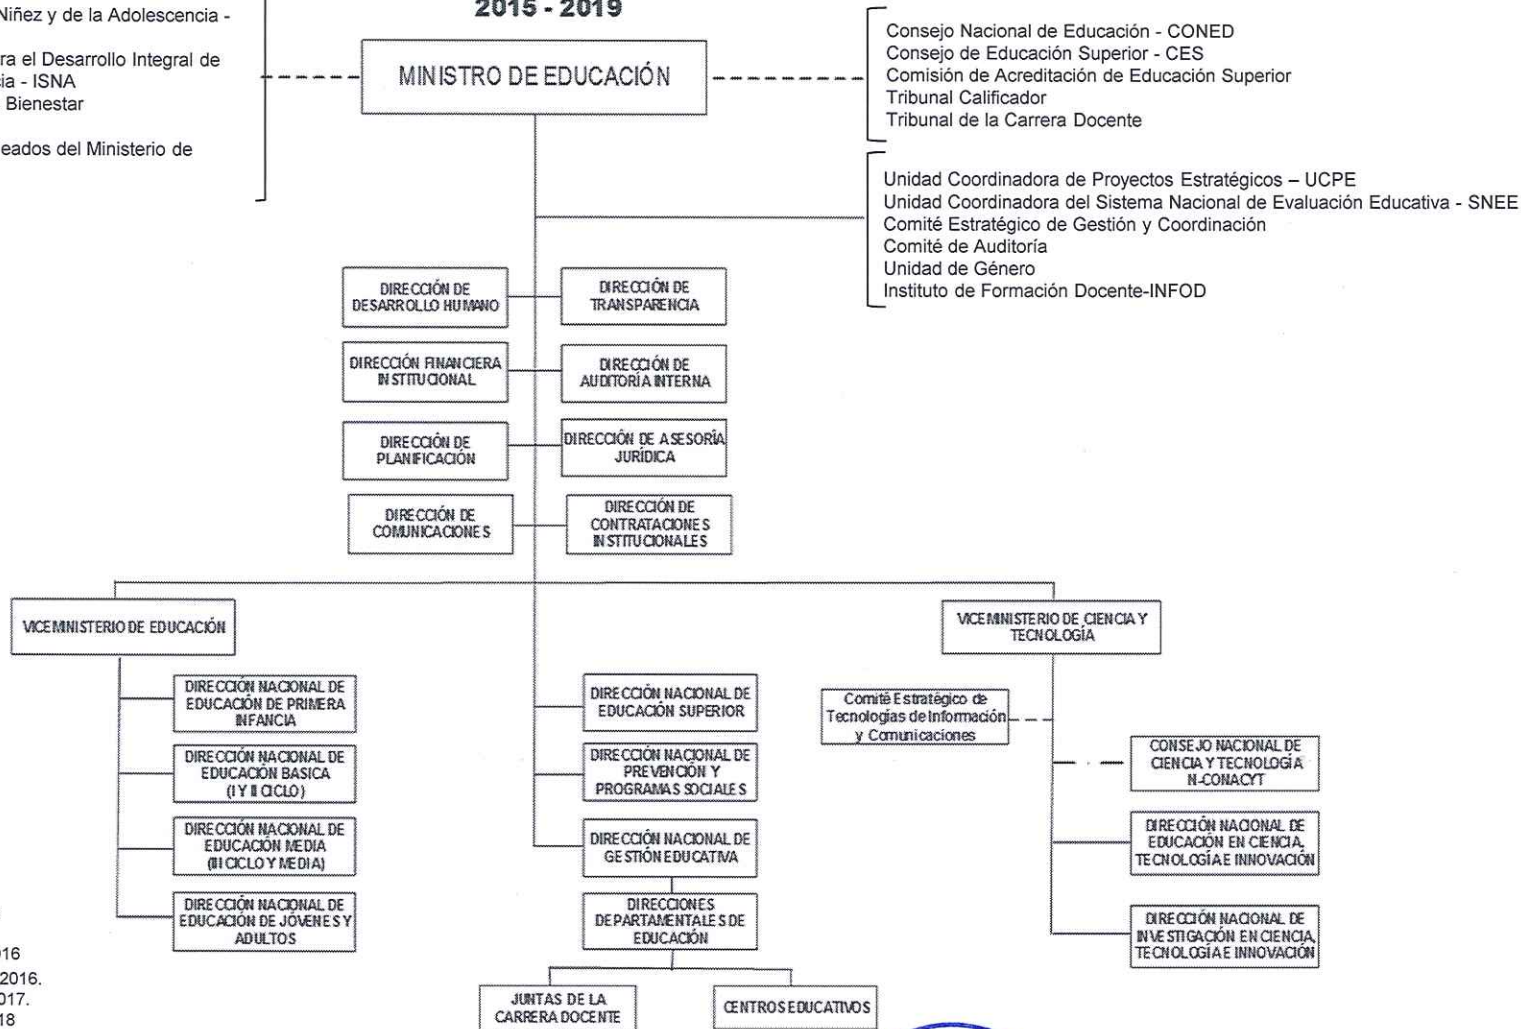 2015 - 2019
Niñez y de la Adolescencia -
ra el Desarrollo Integral de
cia - ISNA
Bienestar
eados del Ministerio de
MINISTRO DE EDUCACIÓN
Consejo Nacional de Educación - CONED
Consejo de Educación Superior - CES
Comisión de Acreditación de Educación Superior
Tribunal Calificador
Tribunal de la Carrera Docente
Unidad Coordinadora de Proyectos Estratégicos – UCPE
Unidad Coordinadora del Sistema Nacional de Evaluación Educativa - SNEE
Comité Estratégico de Gestión y Coordinación
Comité de Auditoría
Unidad de Género
Instituto de Formación Docente-INFOD
DIRECCIÓN DE
DESARROLLO HUMANO
DIRECCIÓN DE
TRANSPARENCIA
DIRECCIÓN FINANCIERA
INSTITUCIONAL
DIRECCIÓN DE
AUDITORÍA INTERNA
DIRECCIÓN DE
PLANIFICACIÓN
DIRECCIÓN DE ASESORÍA
JURÍDICA
DIRECCIÓN DE
COMUNICACIONES
DIRECCIÓN DE
CONTRATACIONES
INSTITUCIONALES
VICEMINISTERIO DE EDUCACIÓN
DIRECCIÓN NACIONAL DE
EDUCACIÓN DE PRIMERA
INFANCIA
DIRECCIÓN NACIONAL DE
EDUCACIÓN BASICA
(I Y II CICLO)
DIRECCIÓN NACIONAL DE
EDUCACIÓN MEDIA
(III CICLO Y MEDIA)
DIRECCIÓN NACIONAL DE
EDUCACIÓN DE JÓVENES Y
ADULTOS
DIRECCIÓN NACIONAL DE
EDUCACIÓN SUPERIOR
DIRECCIÓN NACIONAL DE
PREVENCIÓN Y
PROGRAMAS SOCIALES
DIRECCIÓN NACIONAL DE
GESTIÓN EDUCATIVA
DIRECCIONES
DEPARTAMENTALES DE
EDUCACIÓN
JUNTAS DE LA
CARRERA DOCENTE
CENTROS EDUCATIVOS
VICEMINISTERIO DE CIENCIA Y
TECNOLOGÍA
Comité Estratégico de
Tecnologías de Información
y Comunicaciones
CONSEJO NACIONAL DE
CIENCIA Y TECNOLOGÍA
N-CONACYT
DIRECCIÓN NACIONAL DE
EDUCACIÓN EN CIENCIA,
TECNOLOGÍA E INNOVACIÓN
DIRECCIÓN NACIONAL DE
INVESTIGACIÓN EN CIENCIA,
TECNOLOGÍA E INNOVACIÓN
016
2016.
017.
18